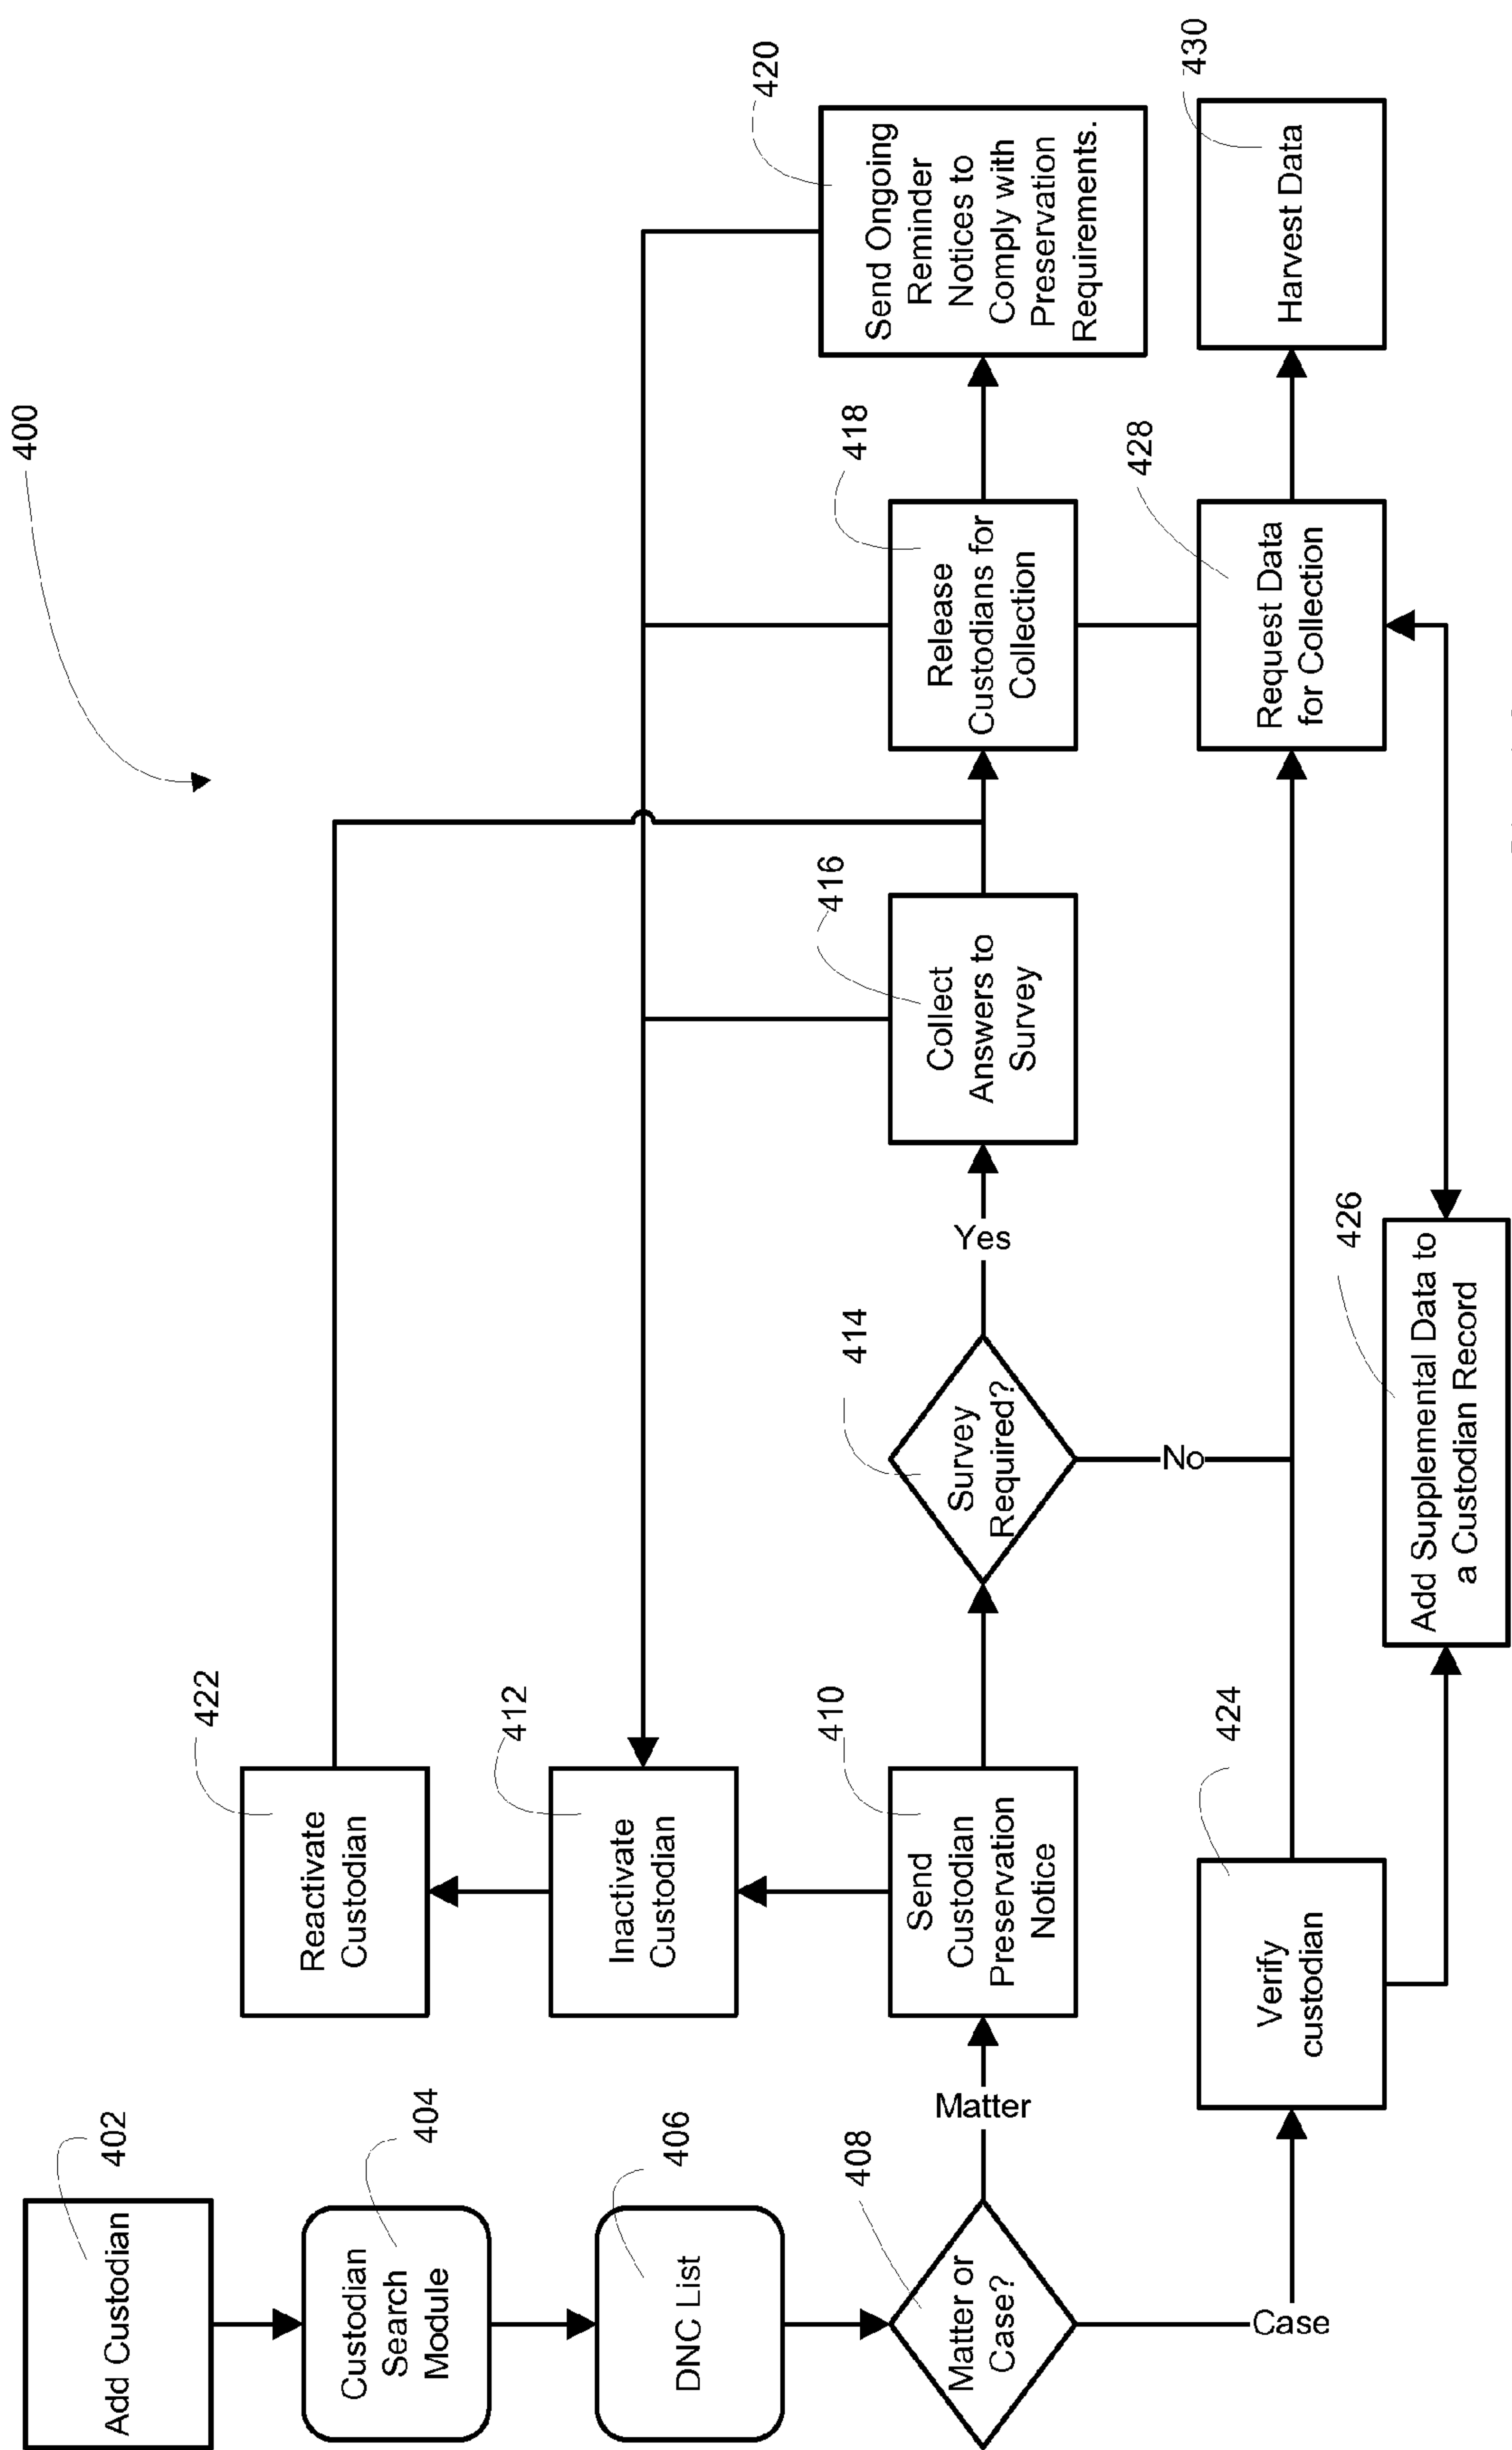 400
402
Add Custodian
404
Custodian
Search
Module
406
DNC List
408
Matter or
Case?
Matter
Case
422
Reactivate
Custodian
412
Inactivate
Custodian
410
Send
Custodian
Preservation
Notice
414
Survey
Required?
Yes
No
416
Collect
Answers to
Survey
418
Release
Custodians for
Collection
420
Send Ongoing
Reminder
Notices to
Comply with
Preservation
Requirements.
424
Verify
custodian
426
Add Supplemental Data to
a Custodian Record
428
Request Data
for Collection
430
Harvest Data